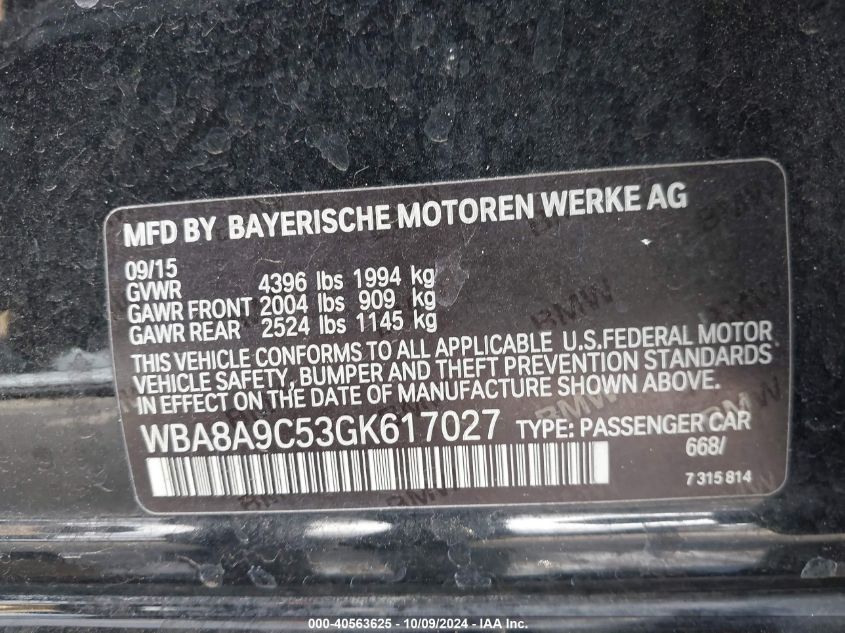 MFD BY BAYERISCHE MOTOREN WERKE AG
09/15
GVWR 4396 lbs 1994 kg
GAWR FRONT 2004 lbs 909 kg
GAWR REAR 2524 lbs 1145 kg
THIS VEHICLE CONFORMS TO ALL APPLICABLE U.S.FEDERAL MOTOR
VEHICLE SAFETY, BUMPER AND THEFT PREVENTION STANDARDS
IN EFFECT ON THE DATE OF MANUFACTURE SHOWN ABOVE.
WBA8A9C53GK617027 TYPE: PASSENGER CAR
668/
7 315 814
000-40563625 - 10/09/2024 - IAA Inc.